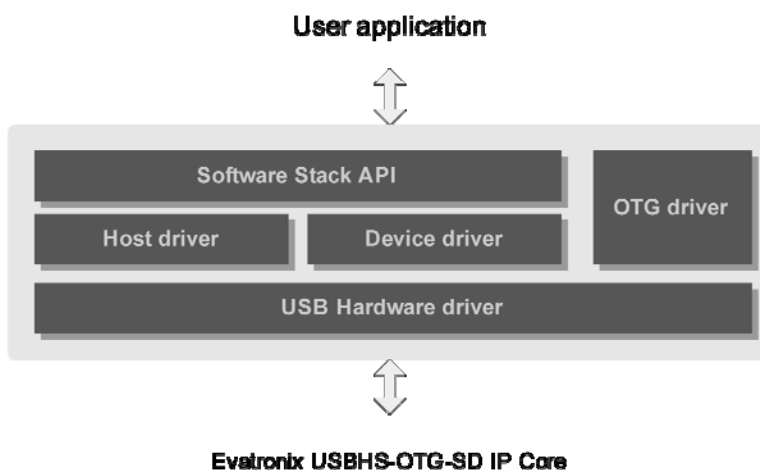 User application
Software Stack API
OTG driver
Host driver
Device driver
USB Hardware driver
Evatronix USBHS-OTG-SD IP Core